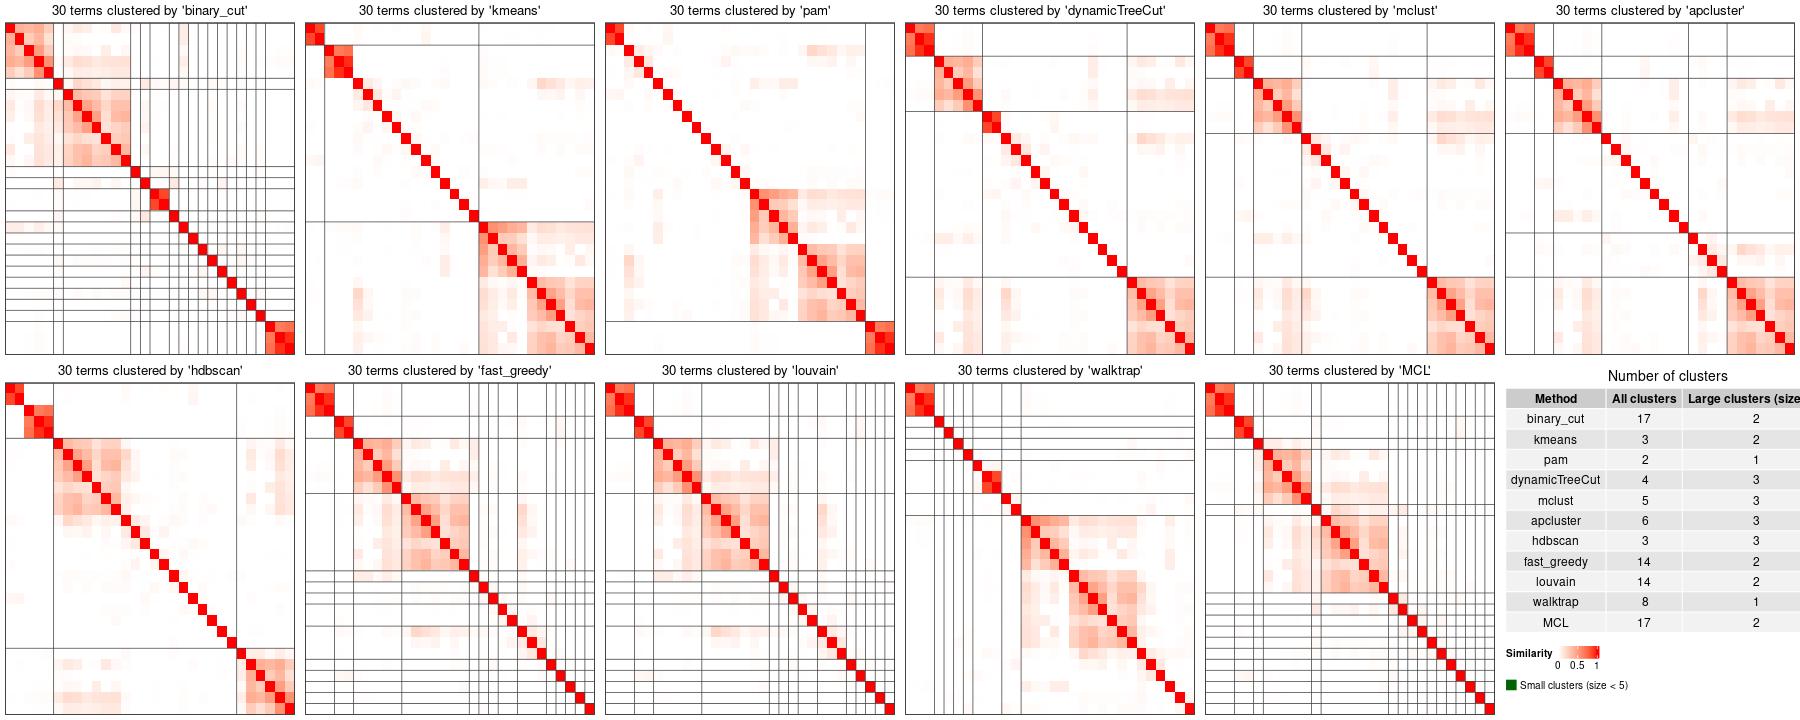 30 terms clustered by 'binary_cut'
30 terms clustered by 'kmeans'
30 terms clustered by 'pam'
30 terms clustered by 'dynamicTreeCut'
30 terms clustered by 'mclust'
30 terms clustered by 'apcluster'
30 terms clustered by 'hdbscan'
30 terms clustered by 'fast_greedy'
30 terms clustered by 'louvain'
30 terms clustered by 'walktrap'
30 terms clustered by 'MCL'
Number of clusters
Method All clusters Large clusters (size
binary_cut 17 2
kmeans 3 2
pam 2 1
dynamicTreeCut 4 3
mclust 5 3
apcluster 6 3
hdbscan 3 3
fast_greedy 14 2
louvain 14 2
walktrap 8 1
MCL 17 2
Similarity
0 0.5 1
Small clusters (size < 5)